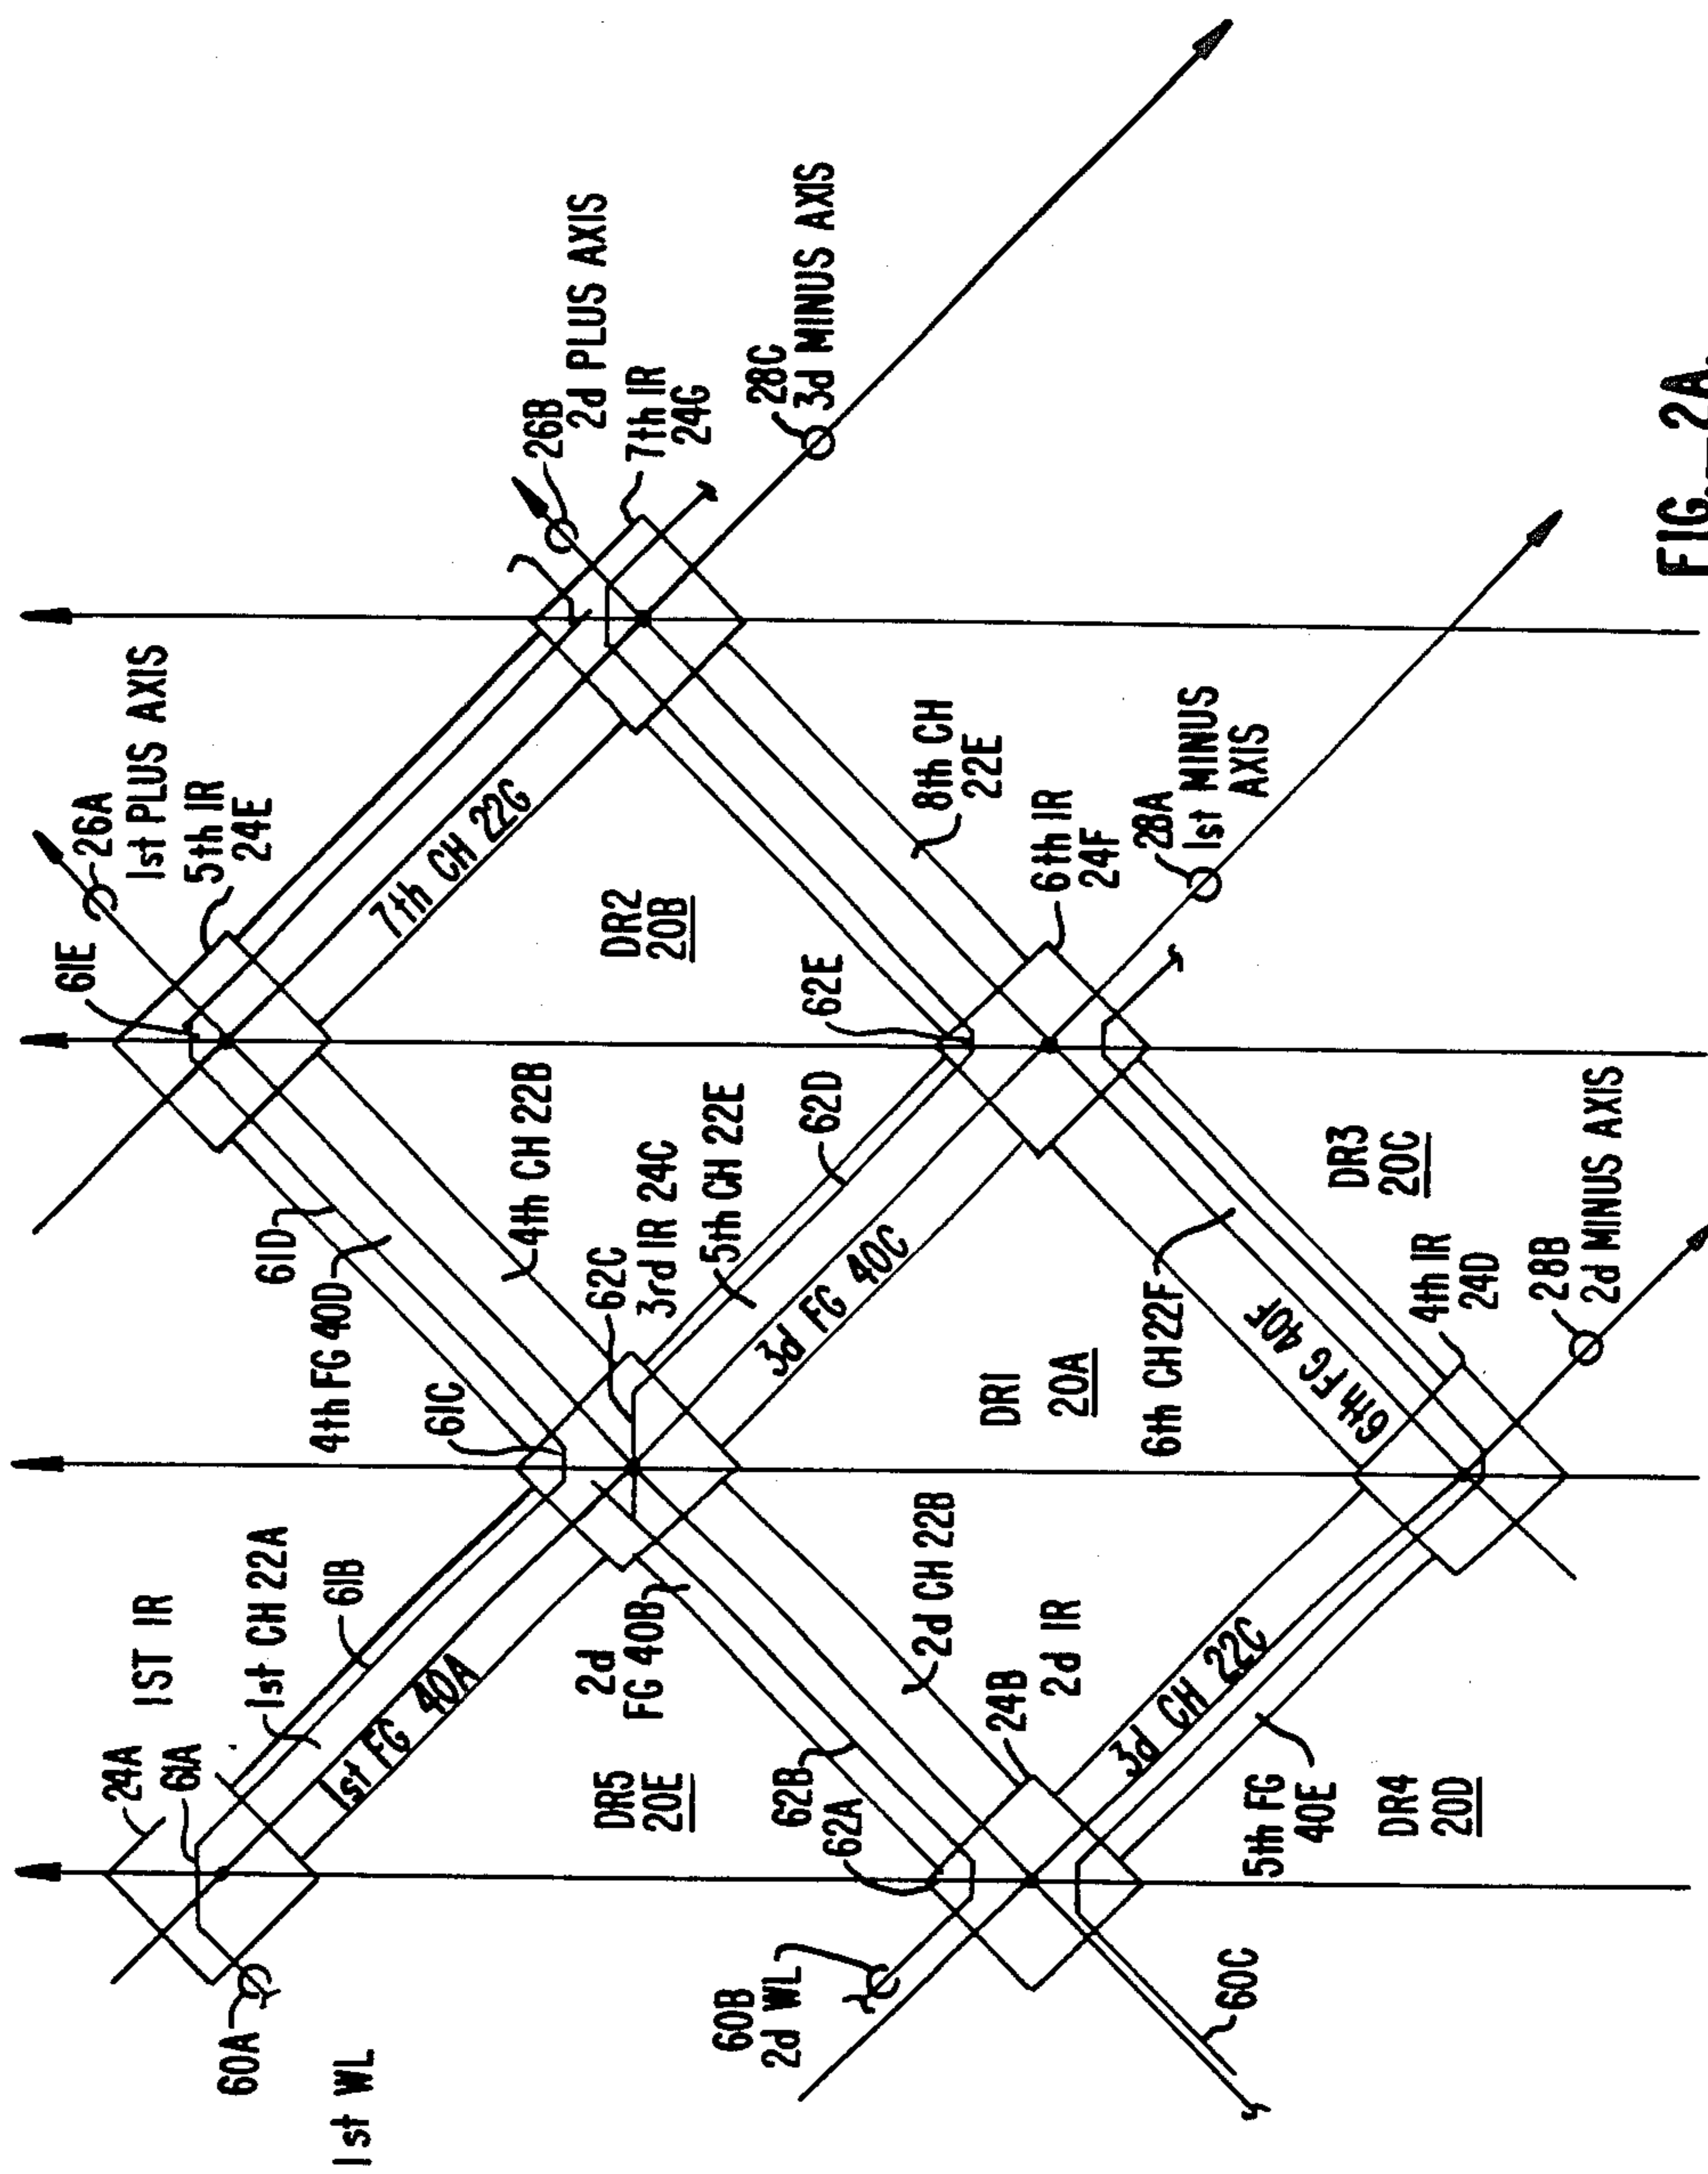 1st WL
60A
24A
61A
1ST IR
1st CH 22A
61B
1st FG 40A
61C
4th FG 40D
61D
61E
26A
1st PLUS AXIS
5th IR
24E
7th CH 22G
26B
2d PLUS AXIS
7th IR
24G
28C
3d MINUS AXIS
60B
2d WL
62A
62B
DR5
20E
2d
FG 40B
2d CH 22B
24B
2d IR
62C
3rd IR 24C
4th CH 22B
5th CH 22E
62D
62E
3d FG 40C
DR2
20B
8th CH
22E
6th IR
24F
28A
1st MINUS
AXIS
60C
3d CH 22C
5th FG
40E
DR4
20D
DR1
20A
6th CH 22F
6th FG 40F
DR3
20C
4th IR
24D
28B
2d MINUS AXIS
FIG_2A